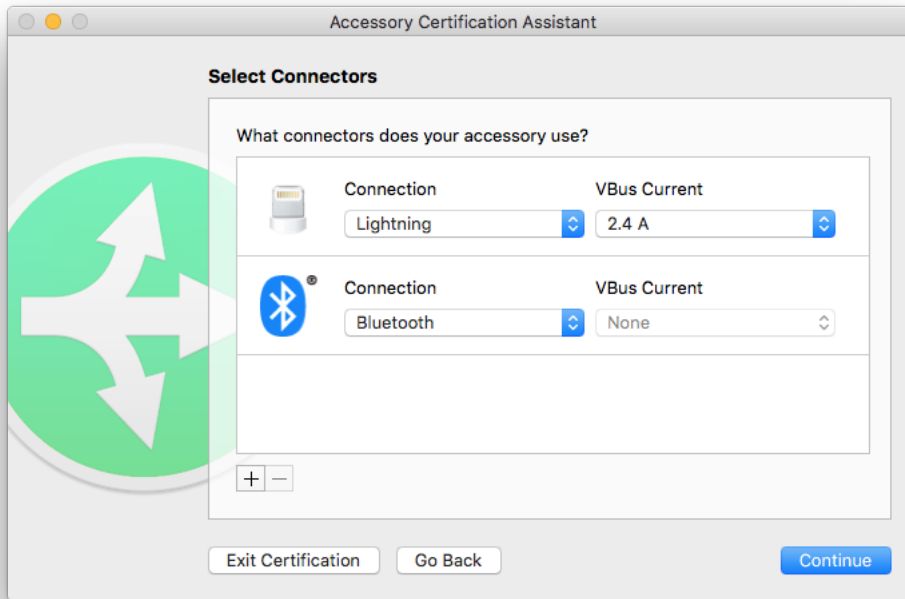 Accessory Certification Assistant
Select Connectors
What connectors does your accessory use?
Connection VBus Current
Lightning 2.4 A
®
Connection VBus Current
Bluetooth None
+ −
Exit Certification Go Back Continue